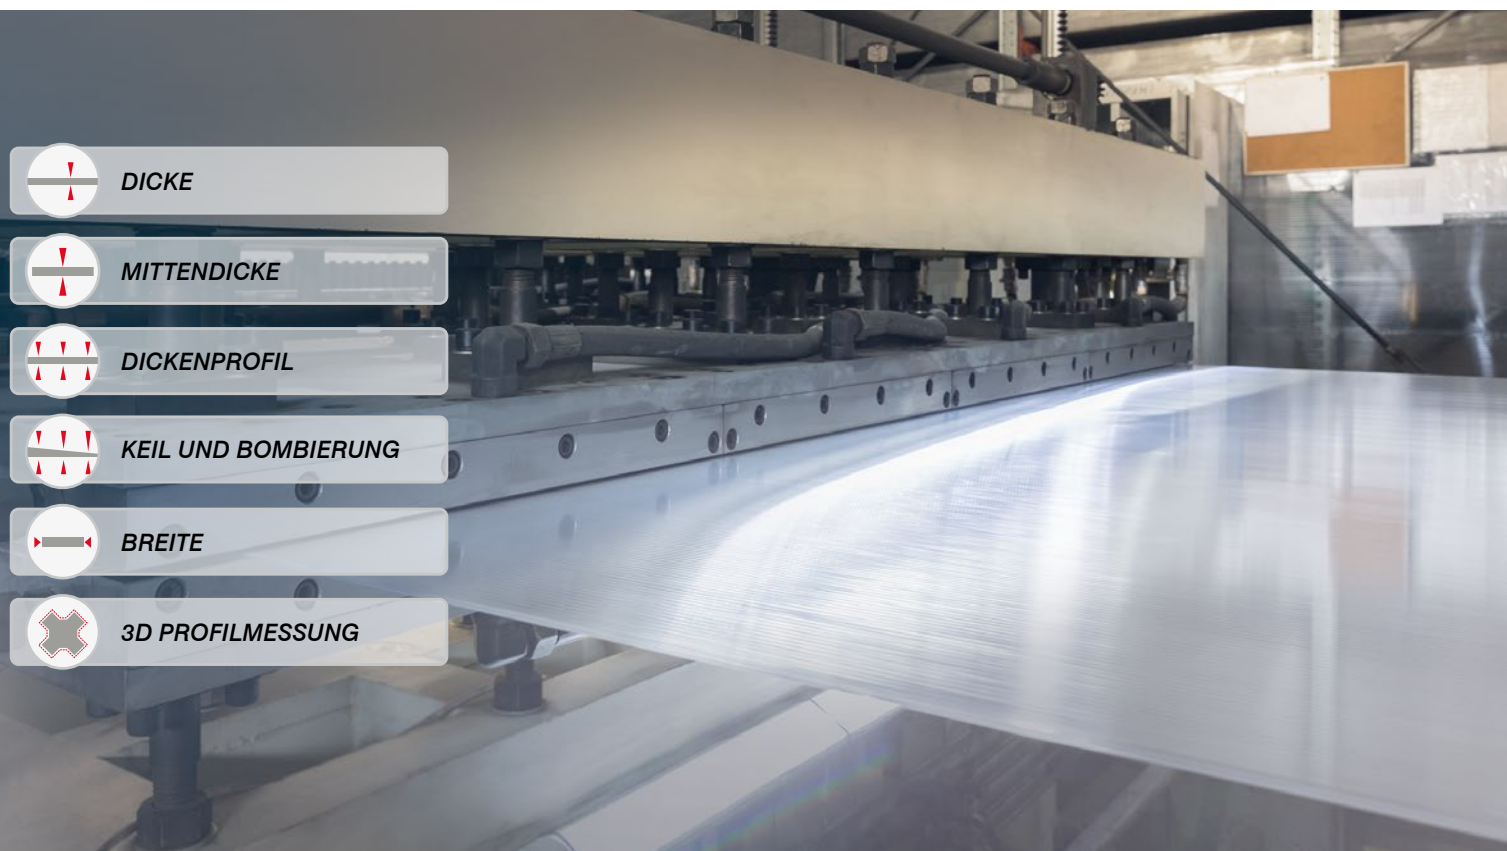 DICKE
MITTENDICKE
DICKENPROFIL
KEIL UND BOMBIERUNG
BREITE
3D PROFILMESSUNG